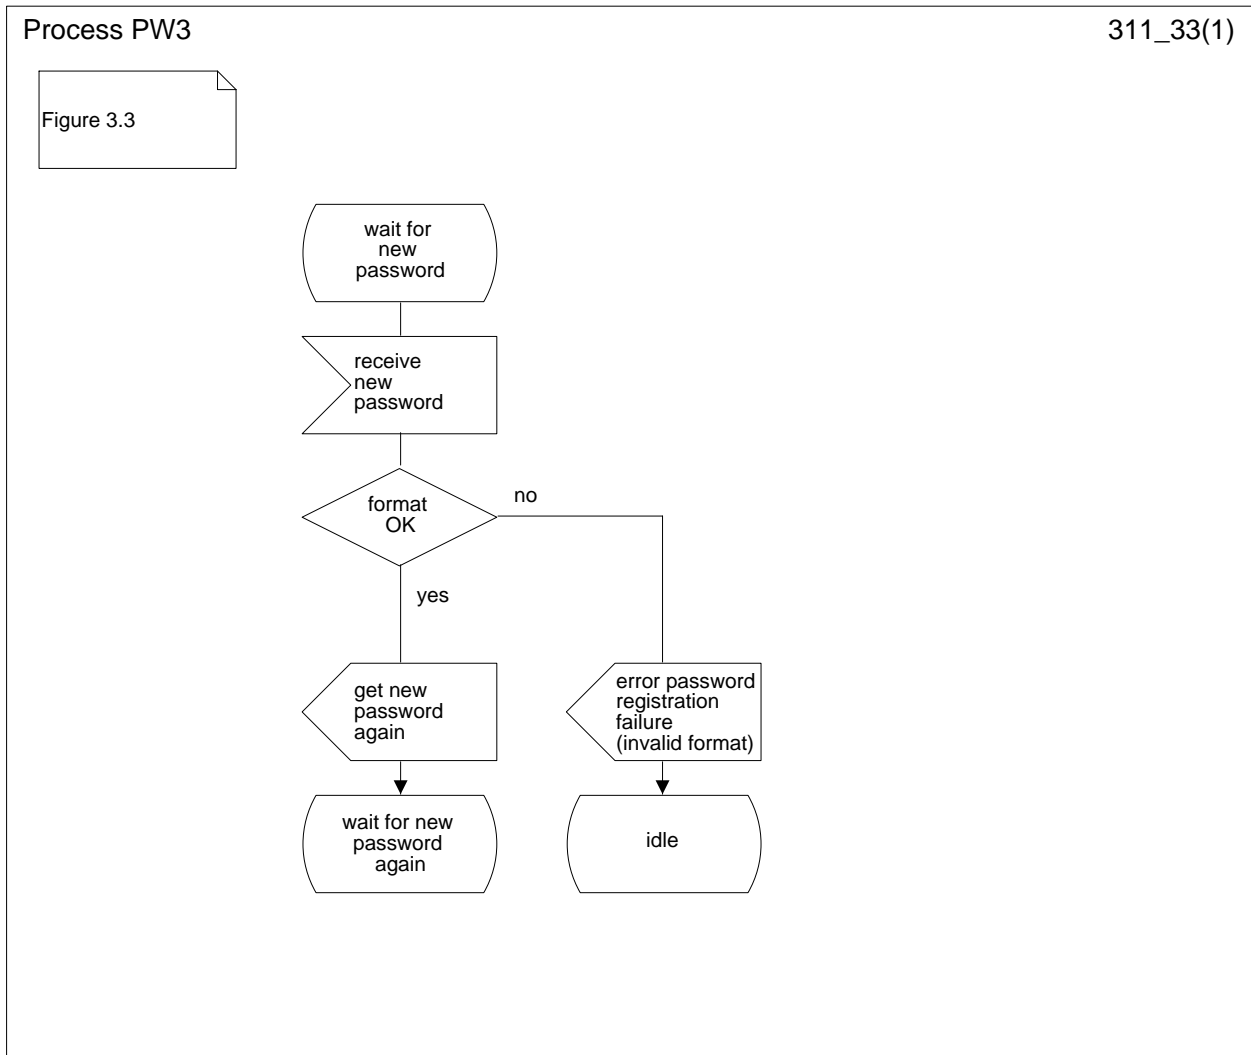 Process PW3
311_33(1)
Figure 3.3
wait for
new
password
receive
new
password
format
OK
no
yes
get new
password
again
error password
registration
failure
(invalid format)
wait for new
password
again
idle